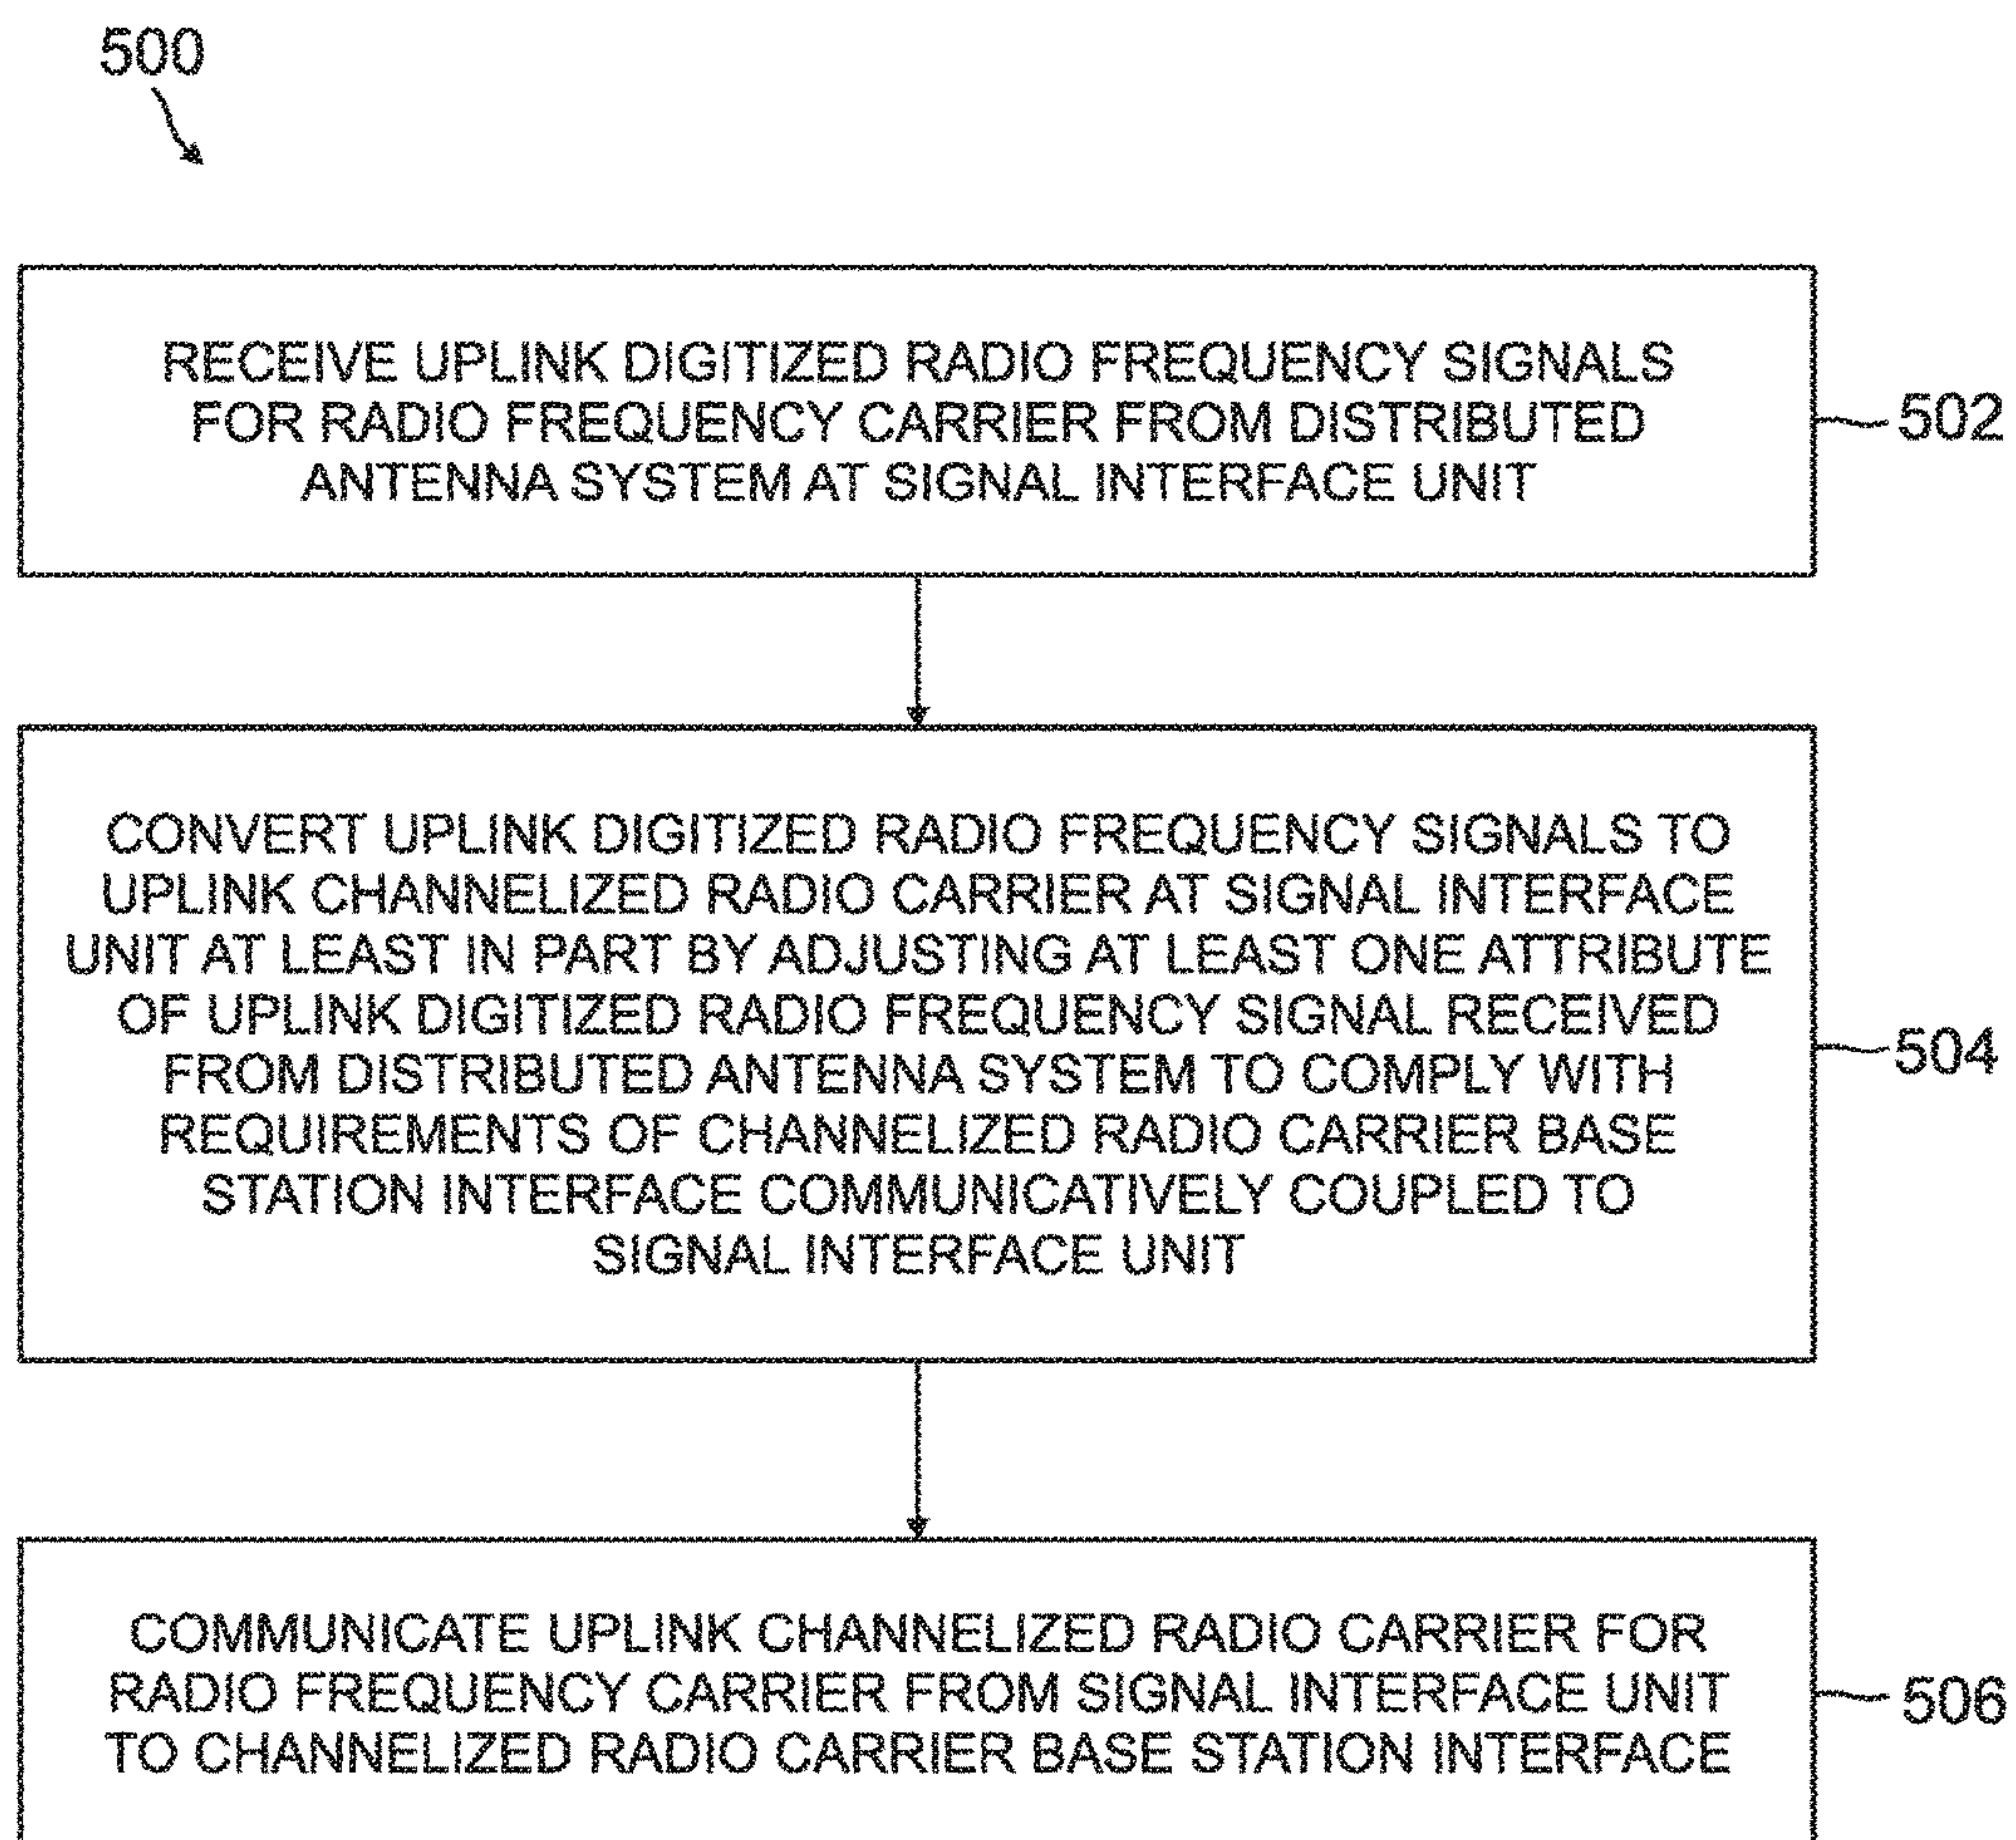 500
RECEIVE UPLINK DIGITIZED RADIO FREQUENCY SIGNALS
FOR RADIO FREQUENCY CARRIER FROM DISTRIBUTED
ANTENNA SYSTEM AT SIGNAL INTERFACE UNIT
502
CONVERT UPLINK DIGITIZED RADIO FREQUENCY SIGNALS TO
UPLINK CHANNELIZED RADIO CARRIER AT SIGNAL INTERFACE
UNIT AT LEAST IN PART BY ADJUSTING AT LEAST ONE ATTRIBUTE
OF UPLINK DIGITIZED RADIO FREQUENCY SIGNAL RECEIVED
FROM DISTRIBUTED ANTENNA SYSTEM TO COMPLY WITH
REQUIREMENTS OF CHANNELIZED RADIO CARRIER BASE
STATION INTERFACE COMMUNICATIVELY COUPLED TO
SIGNAL INTERFACE UNIT
504
COMMUNICATE UPLINK CHANNELIZED RADIO CARRIER FOR
RADIO FREQUENCY CARRIER FROM SIGNAL INTERFACE UNIT
TO CHANNELIZED RADIO CARRIER BASE STATION INTERFACE
506